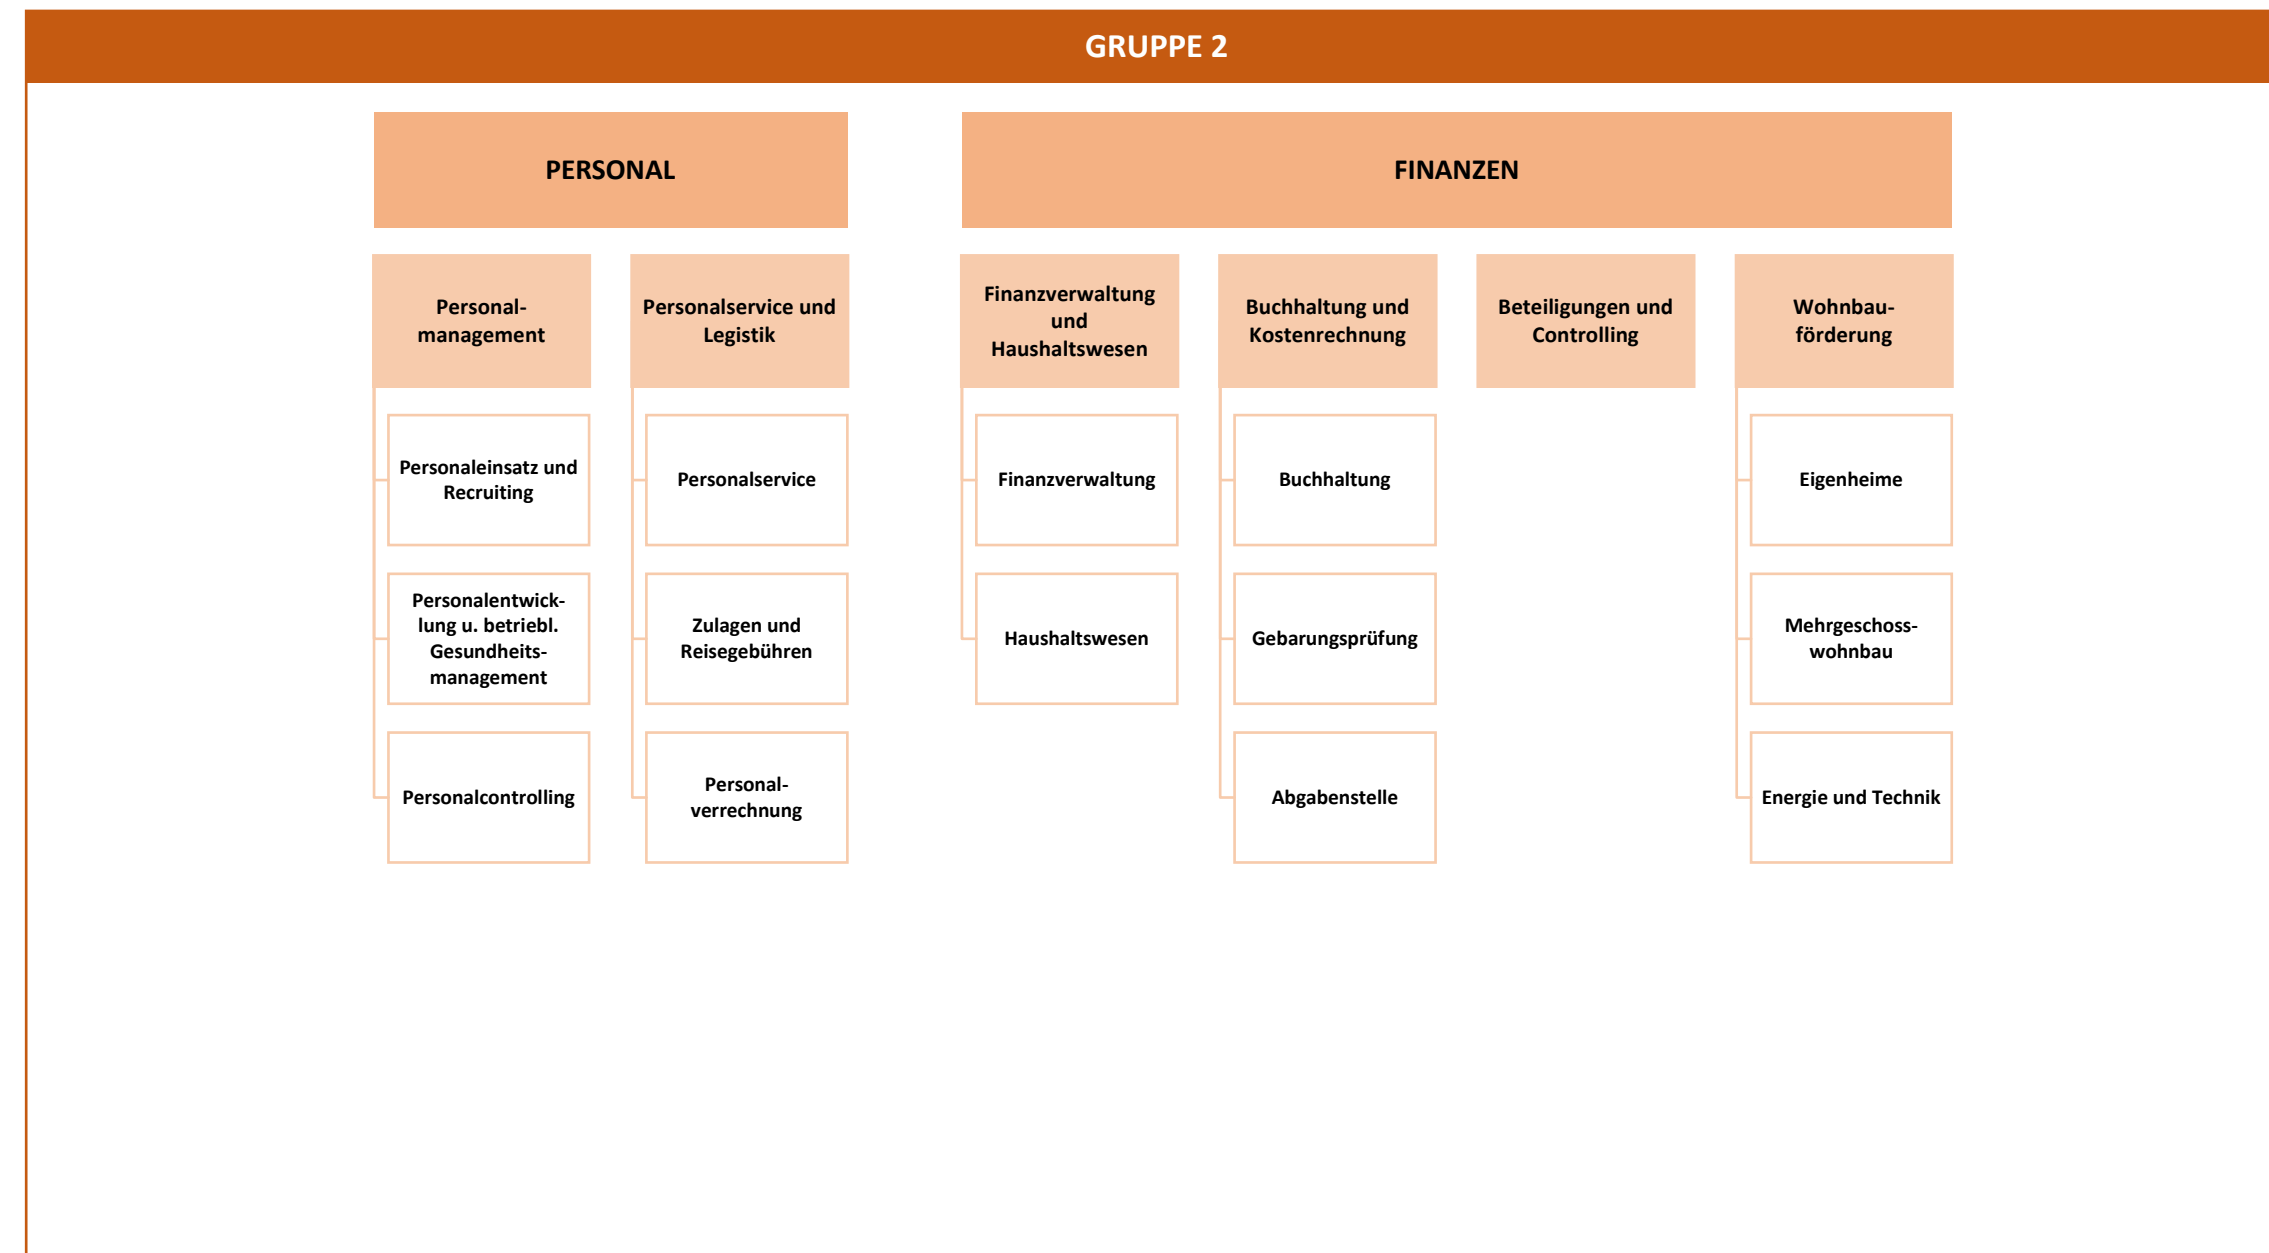 GRUPPE 2
PERSONAL
FINANZEN
Personal-
management
Personalservice und
Legistik
Finanzverwaltung
und
Haushaltswesen
Buchhaltung und
Kostenrechnung
Beteiligungen und
Controlling
Wohnbau-
förderung
Personaleinsatz und
Recruiting
Personalservice
Finanzverwaltung
Buchhaltung
Eigenheime
Personalentwick-
lung u. betriebl.
Gesundheits-
management
Zulagen und
Reisegebühren
Haushaltswesen
Gebarungsprüfung
Mehrgeschoss-
wohnbau
Personalcontrolling
Personal-
verrechnung
Abgabenstelle
Energie und Technik